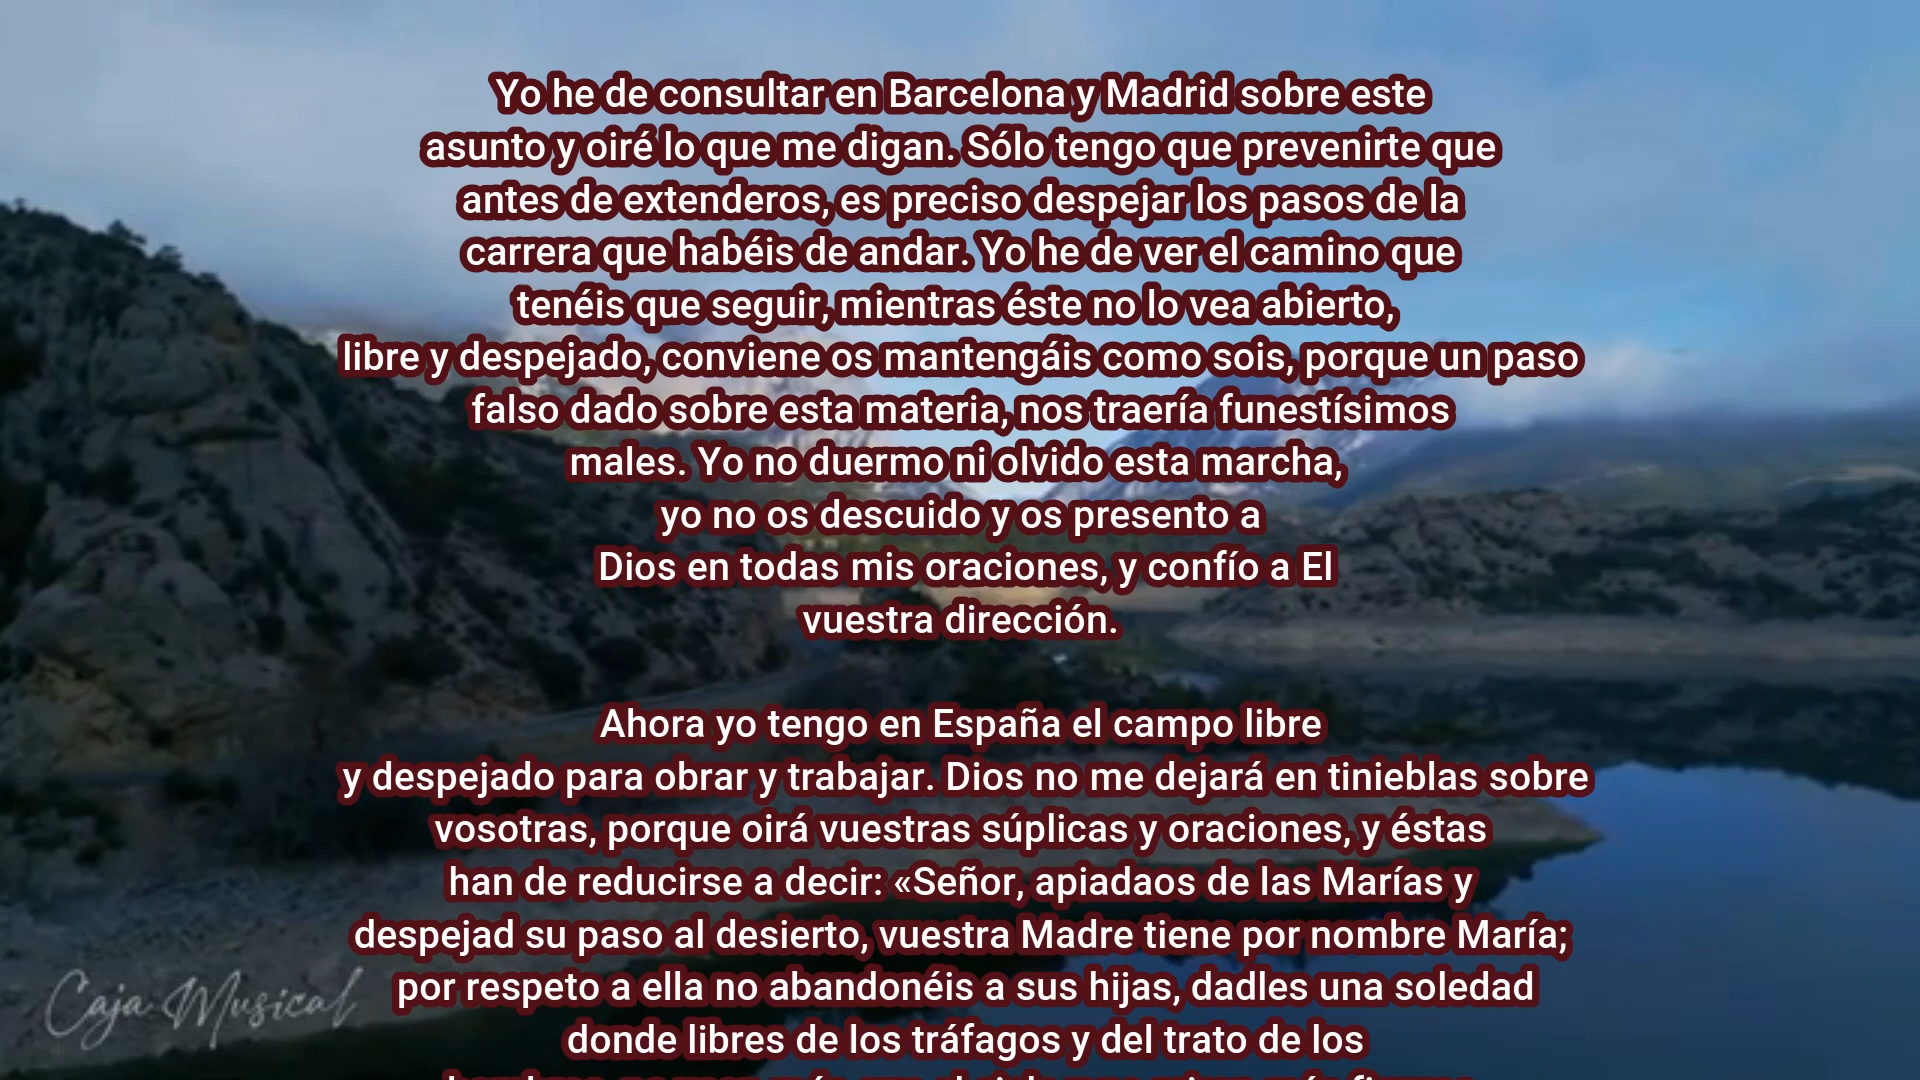 Yo he de consultar en Barcelona y Madrid sobre este
asunto y oiré lo que me digan. Sólo tengo que prevenirte que
antes de extenderos, es preciso despejar los pasos de la
carrera que habéis de andar. Yo he de ver el camino que
tenéis que seguir, mientras éste no lo vea abierto,
libre y despejado, conviene os mantengáis como sois, porque un paso
falso dado sobre esta materia, nos traería funestísimos
males. Yo no duermo ni olvido esta marcha,
yo no os descuido y os presento a
Dios en todas mis oraciones, y confío a El
vuestra dirección.
Ahora yo tengo en España el campo libre
y despejado para obrar y trabajar. Dios no me dejará en tinieblas sobre
vosotras, porque oirá vuestras súplicas y oraciones, y éstas
han de reducirse a decir: «Señor, apiadaos de las Marías y
despejad su paso al desierto, vuestra Madre tiene por nombre María;
por respeto a ella no abandonéis a sus hijas, dadles una soledad
donde libres de los tráfagos y del trato de los
Caja Musical